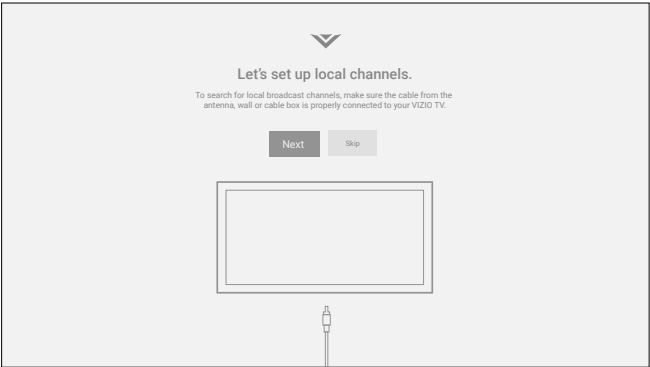 Let's set up local channels.
To search for local broadcast channels, make sure the cable from the
antenna, wall or cable box is properly connected to your VIZIO TV.
Next
Skip